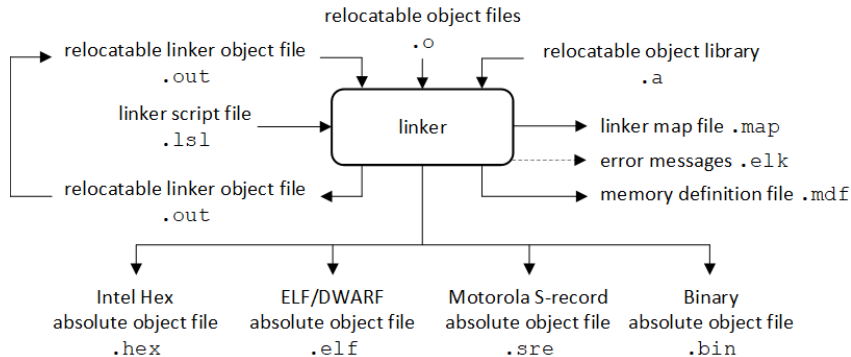 relocatable object files
.o
relocatable linker object file
.out
relocatable object library
.a
linker script file
.lsl
linker
linker map file .map
error messages .elk
relocatable linker object file
.out
memory definition file .mdf
Intel Hex
absolute object file
.hex
ELF/DWARF
absolute object file
.elf
Motorola S-record
absolute object file
.sre
Binary
absolute object file
.bin